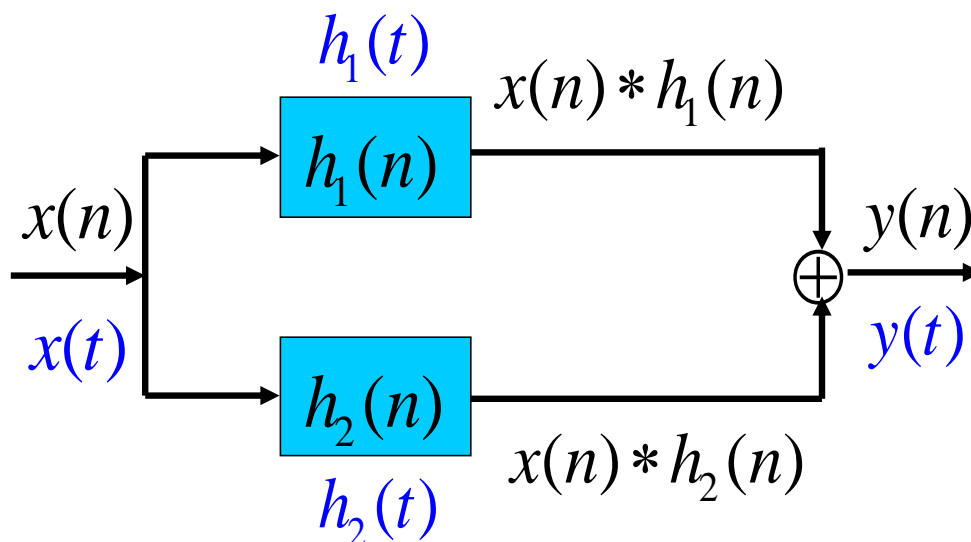 h₁(t)
x(n) * h₁(n)
h₁(n)
x(n)
y(n)
x(t)
y(t)
h₂(n)
x(n) * h₂(n)
h₂(t)